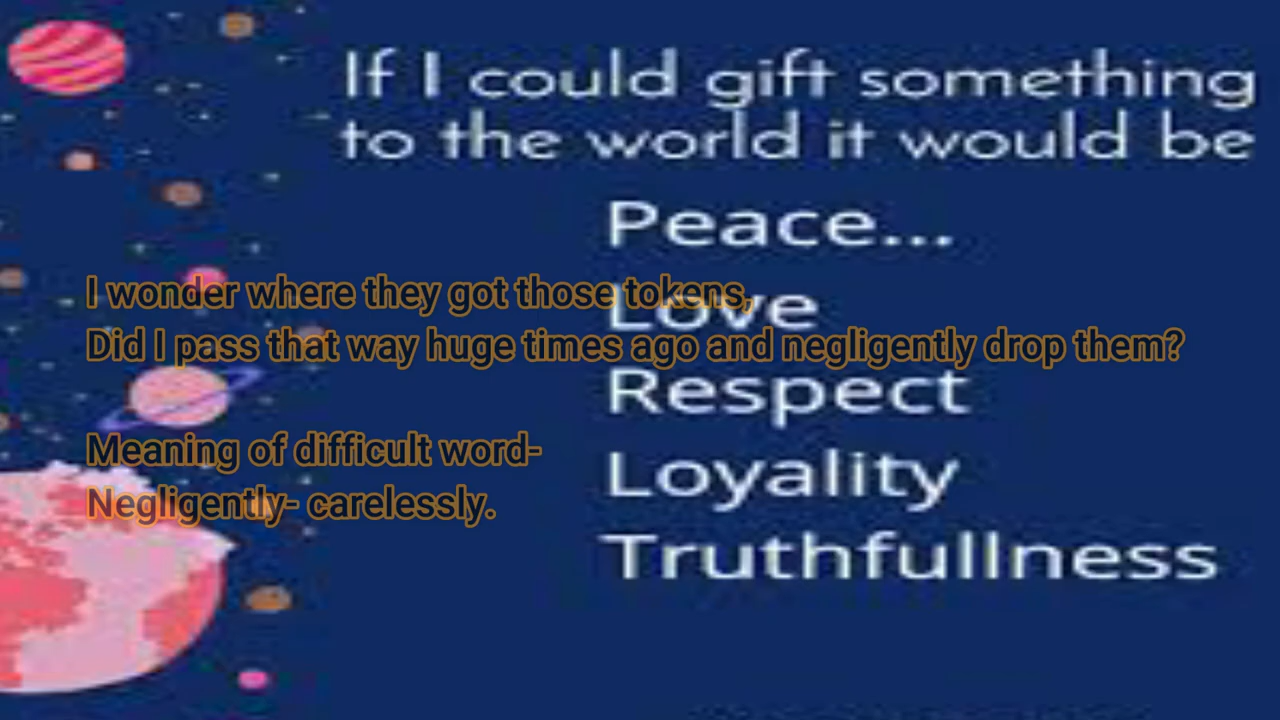 If I could gift something
to the world it would be
Peace...
Love
Respect
Loyality
Truthfullness
I wonder where they got those tokens,
Did I pass that way huge times ago and negligently drop them?
Meaning of difficult word-
Negligently- carelessly.